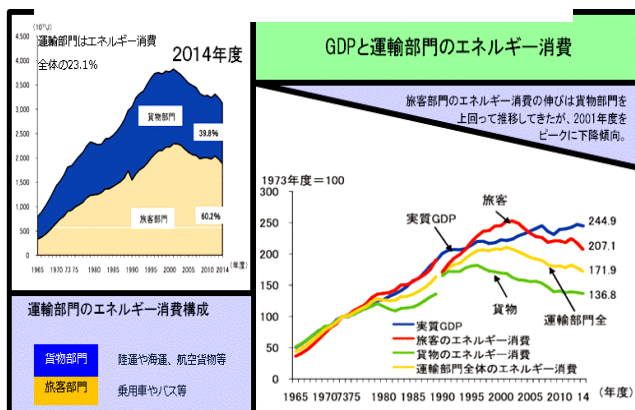 (10¹⁵J)
運輸部門はエネルギー消費
全体の23.1%
2014年度
4.500
4.000
3.500
3.000
2.500
2.000
1.500
1.000
500
0
貨物部門
39.8%
旅客部門
60.2%
1965 1970 7375 1980 1985 1990 1995 2000 2005 2010 2014 (年度)
運輸部門のエネルギー消費構成
貨物部門 陸運や海運、航空貨物等
旅客部門 乗用車やバス等
GDPと運輸部門のエネルギー消費
旅客部門のエネルギー消費の伸びは貨物部門を
上回って推移してきたが、2001年度を
ピークに下降傾向。
1973年度=100
300
250
200
150
100
50
0
実質GDP
旅客
貨物
運輸部門全
244.9
207.1
171.9
136.8
実質GDP
旅客のエネルギー消費
貨物のエネルギー消費
運輸部門全体のエネルギー消費
1965 19707375 1980 1985 1990 1995 2000 2005 2010 14 (年度)